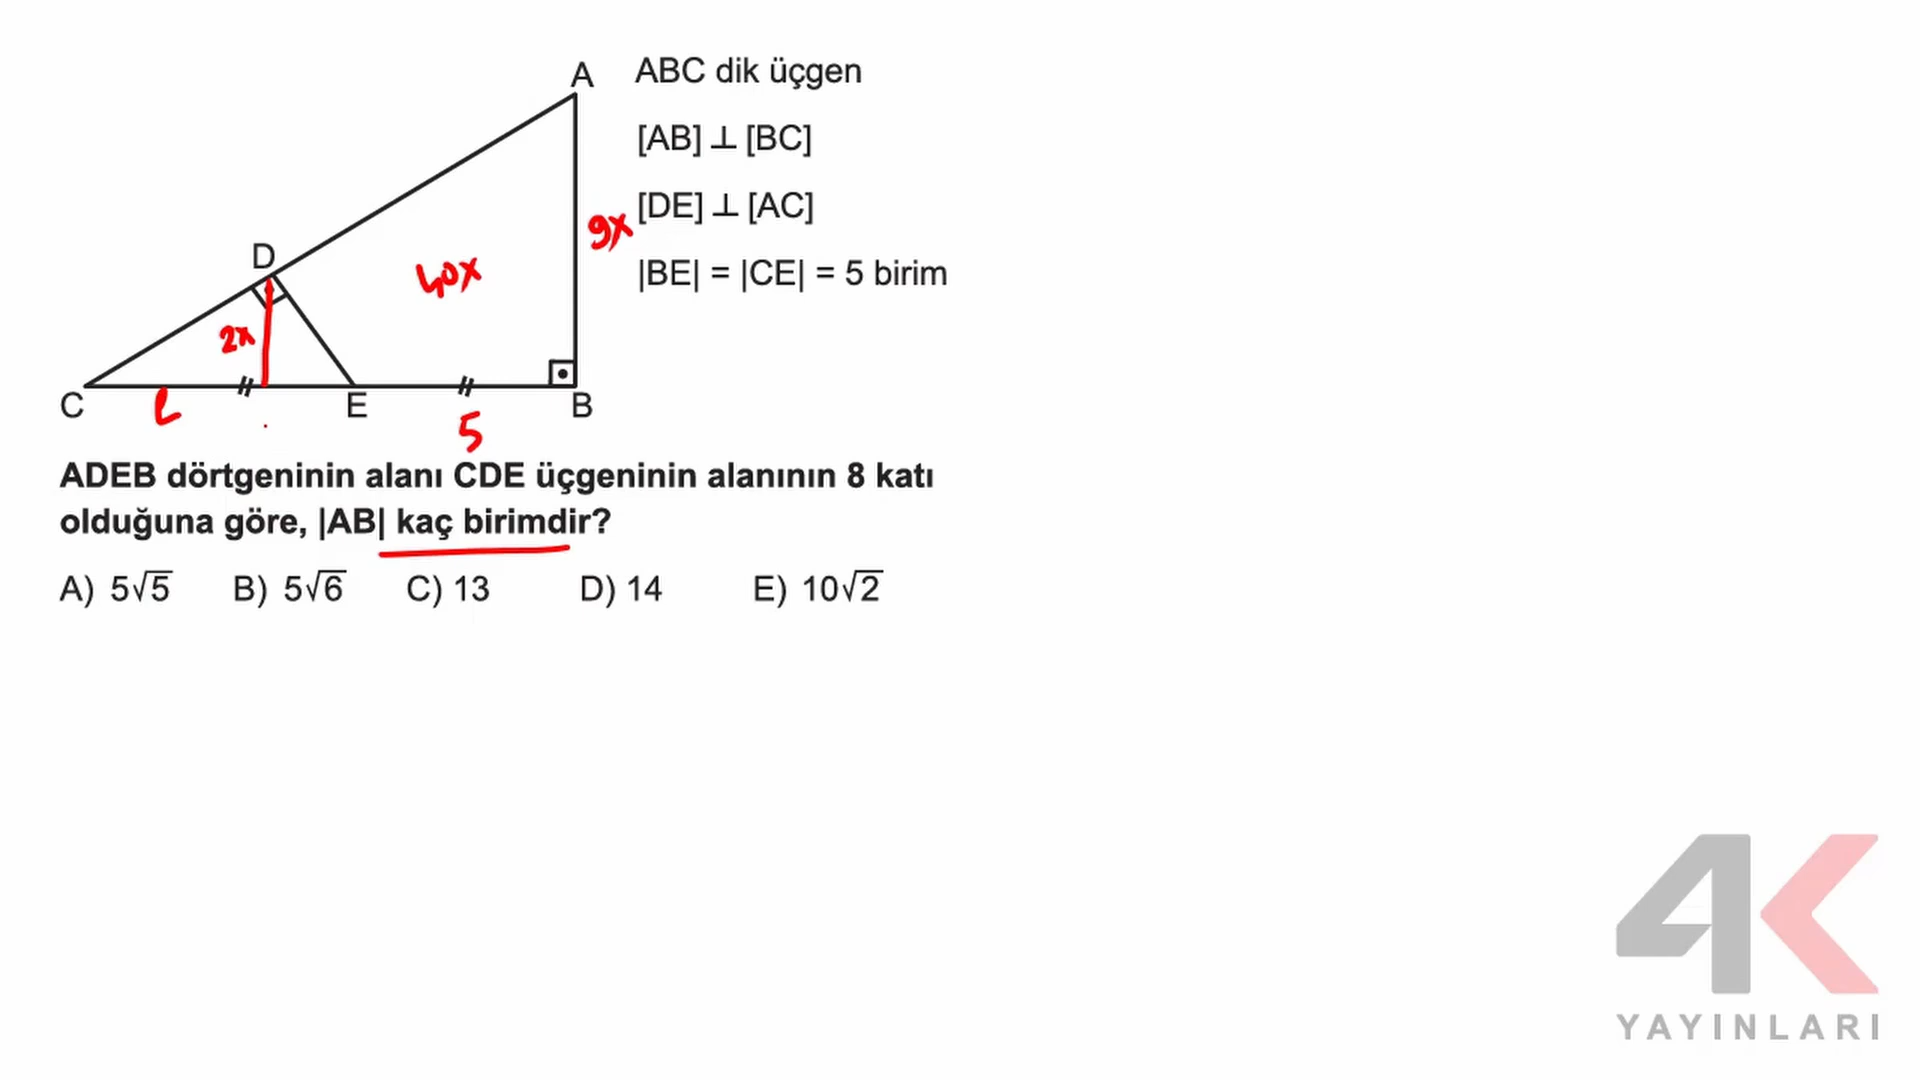 A
ABC dik üçgen
[AB] ⊥ [BC]
[DE] ⊥ [AC]
9x
|BE| = |CE| = 5 birim
D
40x
2x
C
E
B
5
ADEB dörtgeninin alanı CDE üçgeninin alanının 8 katı
olduğuna göre, |AB| kaç birimdir?
A) 5√5 B) 5√6 C) 13 D) 14 E) 10√2
4K
YAYINLARI